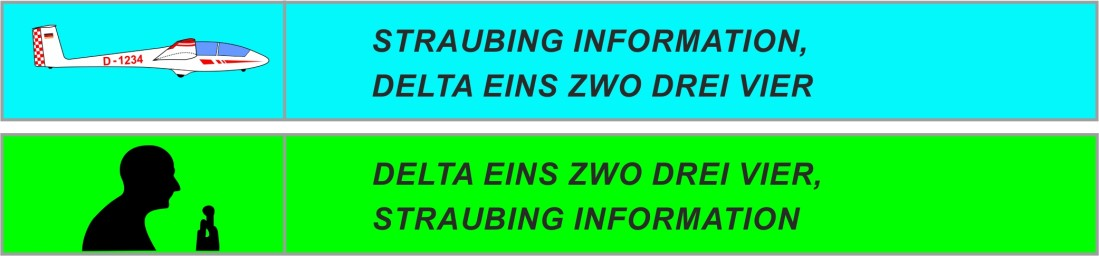 D-1234
STRAUBING INFORMATION,
DELTA EINS ZWO DREI VIER
DELTA EINS ZWO DREI VIER,
STRAUBING INFORMATION